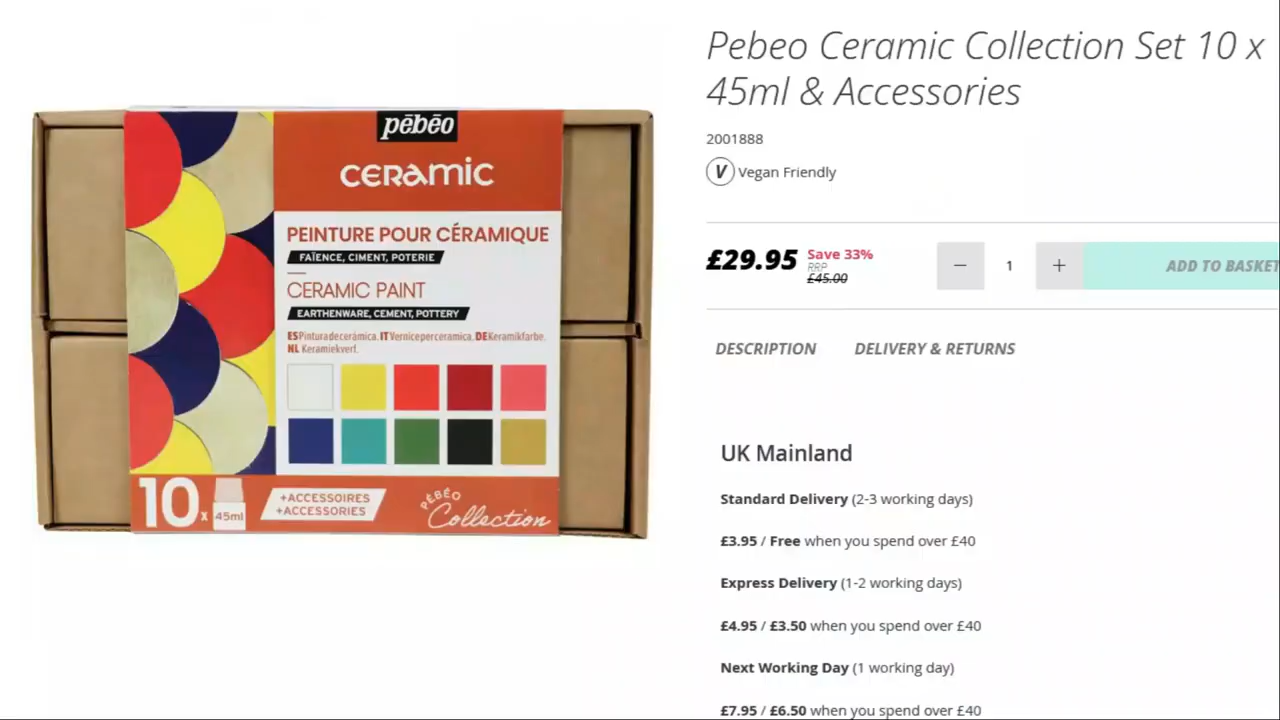 Pebeo Ceramic Collection Set 10 x
45ml & Accessories
2001888
V Vegan Friendly
£29.95 Save 33%
RRP
£45.00
− 1 + ADD TO BASKET
DESCRIPTION DELIVERY & RETURNS
UK Mainland
Standard Delivery (2-3 working days)
£3.95 / Free when you spend over £40
Express Delivery (1-2 working days)
£4.95 / £3.50 when you spend over £40
Next Working Day (1 working day)
£7.95 / £6.50 when you spend over £40
pēbēo
CERAMIC
PEINTURE POUR CÉRAMIQUE
FAÏENCE, CIMENT, POTERIE
CERAMIC PAINT
EARTHENWARE, CEMENT, POTTERY
ES Pintura de cerámica. IT Vernice per ceramica. DE Keramikfarbe.
NL Keramiekverf.
10 x 45ml
+ACCESSOIRES
+ACCESSORIES
PĒBĒO
Collection